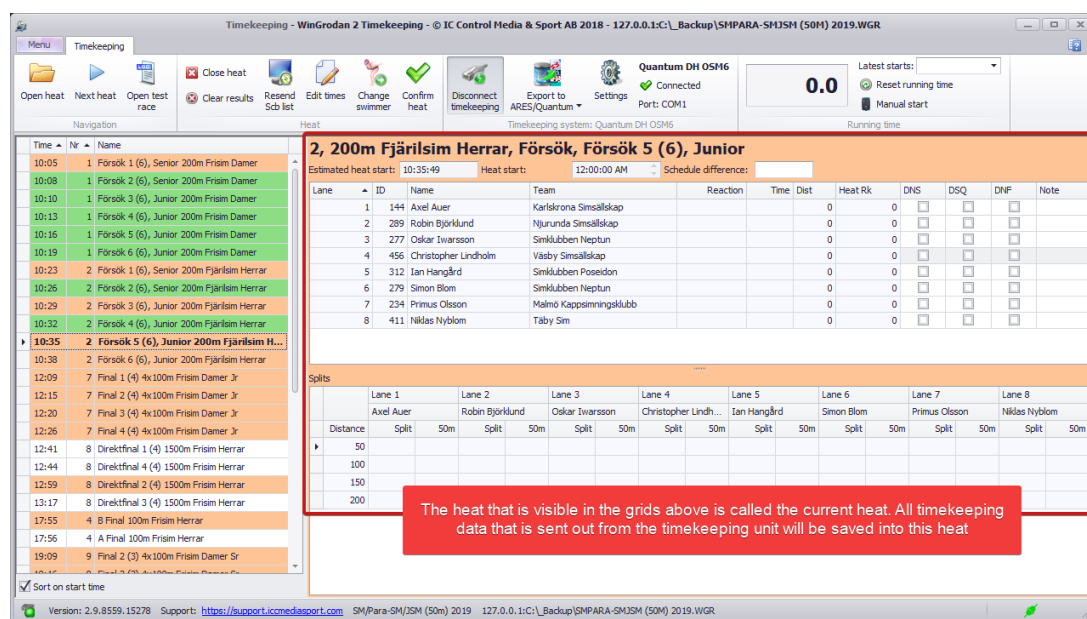 Timekeeping - WinGrodan 2 Timekeeping - © IC Control Media & Sport AB 2018 - 127.0.0.1:C:\_Backup\SMPARA-SMJSM (50M) 2019.WGR
Menu Timekeeping
Open heat Next heat Open test race Close heat Clear results Resend Scb list Edit times Change swimmer Confirm heat Disconnect timekeeping Export to ARES/Quantum Settings Quantum DH OSM6 Connected Port: COM1 0.0 Latest starts: Reset running time Manual start
Navigation Heat Timekeeping system: Quantum DH OSM6 Running time
Time Nr Name
10:05 1 Försök 1 (6), Senior 200m Frisim Damer
10:08 1 Försök 2 (6), Senior 200m Frisim Damer
10:10 1 Försök 3 (6), Junior 200m Frisim Damer
10:13 1 Försök 4 (6), Junior 200m Frisim Damer
10:16 1 Försök 5 (6), Junior 200m Frisim Damer
10:19 1 Försök 6 (6), Junior 200m Frisim Damer
10:23 2 Försök 1 (6), Senior 200m Fjärilsim Herrar
10:26 2 Försök 2 (6), Senior 200m Fjärilsim Herrar
10:29 2 Försök 3 (6), Junior 200m Fjärilsim Herrar
10:32 2 Försök 4 (6), Junior 200m Fjärilsim Herrar
10:35 2 Försök 5 (6), Junior 200m Fjärilsim H...
10:38 2 Försök 6 (6), Junior 200m Fjärilsim Herrar
12:09 7 Final 1 (4) 4x100m Frisim Damer Jr
12:15 7 Final 2 (4) 4x100m Frisim Damer Jr
12:20 7 Final 3 (4) 4x100m Frisim Damer Jr
12:26 7 Final 4 (4) 4x100m Frisim Damer Jr
12:41 8 Direktfinal 1 (4) 1500m Frisim Herrar
12:44 8 Direktfinal 4 (4) 1500m Frisim Herrar
12:59 8 Direktfinal 2 (4) 1500m Frisim Herrar
13:17 8 Direktfinal 3 (4) 1500m Frisim Herrar
17:55 4 B Final 100m Frisim Herrar
17:56 4 A Final 100m Frisim Herrar
19:09 9 Final 2 (3) 4x100m Frisim Damer Sr
Sort on start time
2, 200m Fjärilsim Herrar, Försök, Försök 5 (6), Junior
Estimated heat start: 10:35:49 Heat start: 12:00:00 AM Schedule difference:
Lane ID Name Team Reaction Time Dist Heat Rk DNS DSQ DNF Note
1 144 Axel Auer Karlskrona Simsällskap 0 0
2 289 Robin Björklund Njurunda Simsällskap 0 0
3 277 Oskar Iwarsson Simklubben Neptun 0 0
4 456 Christopher Lindholm Väsby Simsällskap 0 0
5 312 Ian Hangård Simklubben Poseidon 0 0
6 279 Simon Blom Simklubben Neptun 0 0
7 234 Primus Olsson Malmö Kappsimningsklubb 0 0
8 411 Niklas Nyblom Täby Sim 0 0
Splits
Lane 1 Lane 2 Lane 3 Lane 4 Lane 5 Lane 6 Lane 7 Lane 8
Axel Auer Robin Björklund Oskar Iwarsson Christopher Lindh... Ian Hangård Simon Blom Primus Olsson Niklas Nyblom
Distance Split 50m Split 50m Split 50m Split 50m Split 50m Split 50m Split 50m Split 50m
50
100
150
200
The heat that is visible in the grids above is called the current heat. All timekeeping
data that is sent out from the timekeeping unit will be saved into this heat
Version: 2.9.8559.15278 Support: https://support.iccmediasport.com SM/Para-SM/JSM (50m) 2019 127.0.0.1:C:\_Backup\SMPARA-SMJSM (50M) 2019.WGR